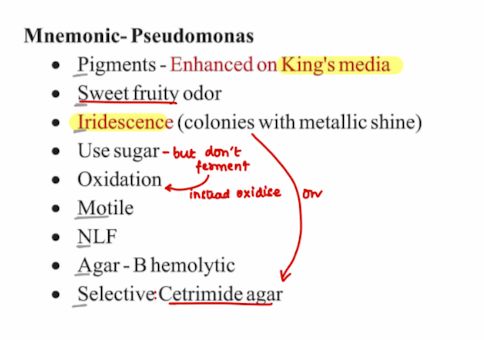 Mnemonic- Pseudomonas
• Pigments - Enhanced on King's media
• Sweet fruity odor
• Iridescence (colonies with metallic shine)
• Use sugar - but don't
ferment
• Oxidation
instead oxidise
on
• Motile
• NLF
• Agar - B hemolytic
• Selective: Cetrimide agar